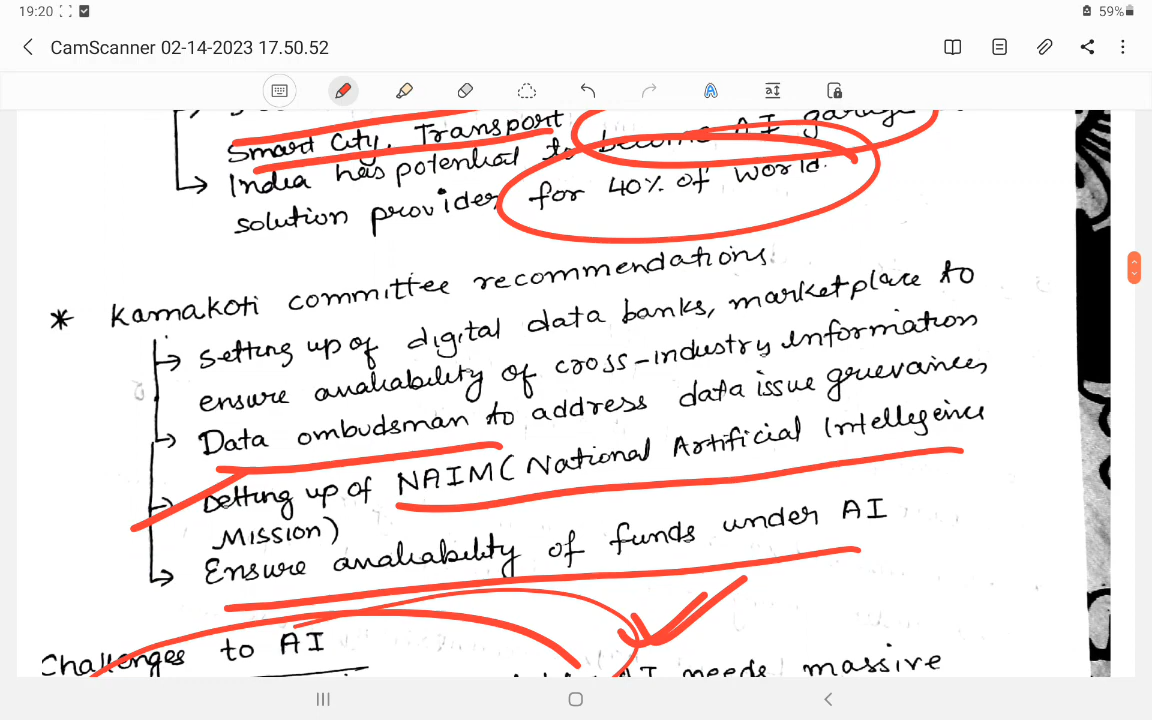 19:20
59%
CamScanner 02-14-2023 17.50.52
Smart City, Transport
India has potential to become AI garage
solution provider for 40% of world.
* Kamakoti committee recommendations.
Setting up of digital data banks, marketplace to
ensure avaliability of cross-industry information
Data ombudsman to address data issue grievances
Setting up of NAIM (National Artificial Intelligence
Mission)
Ensure avaliability of funds under AI
Challenges to AI
AI needs massive